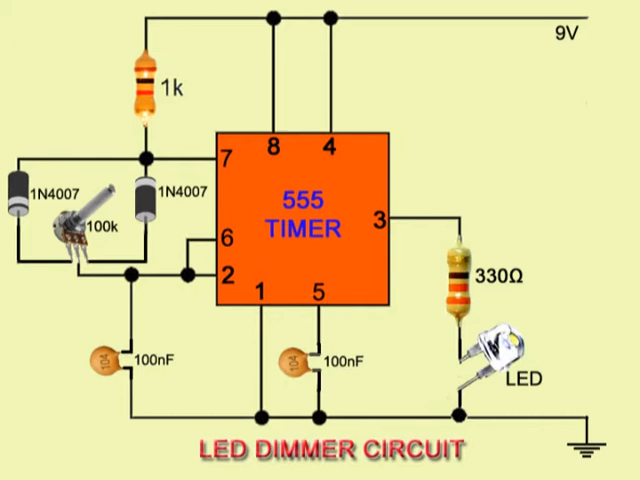 9V
1k
8
4
7
1N4007
1N4007
555
TIMER
100k
3
6
2
1
5
330Ω
104
100nF
104
100nF
LED
LED DIMMER CIRCUIT